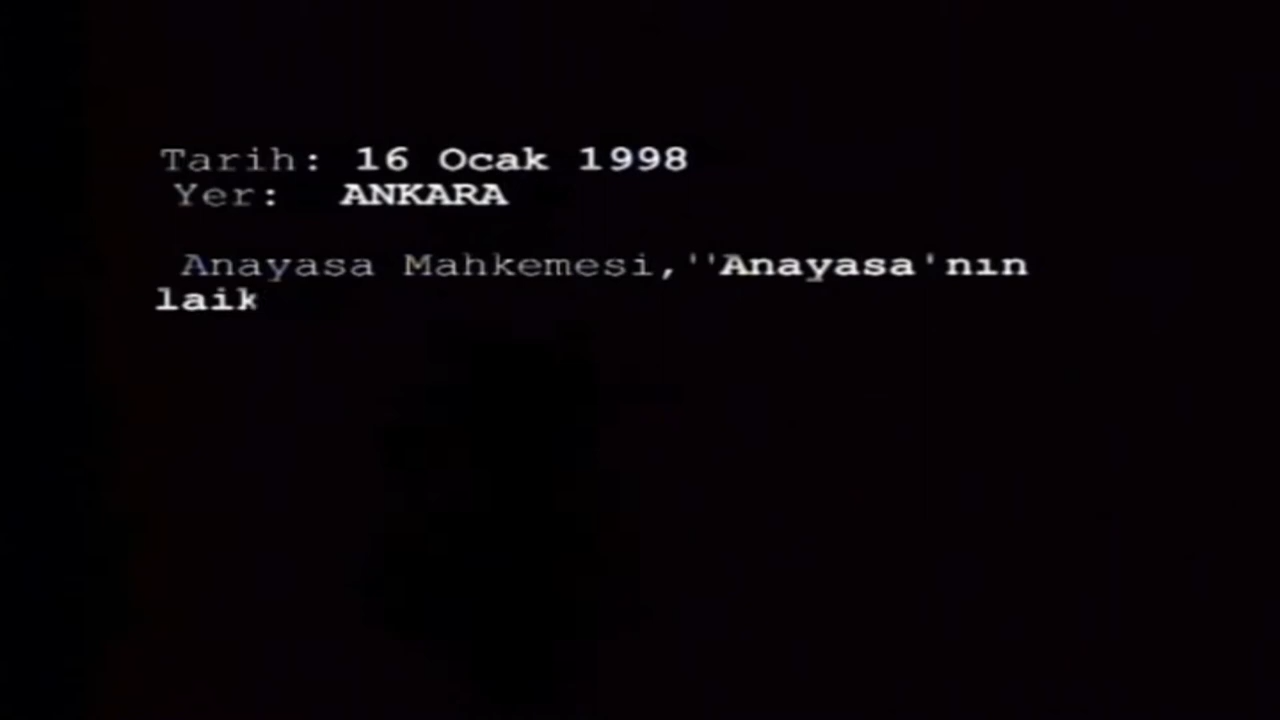 Tarih: 16 Ocak 1998
Yer: ANKARA
Anayasa Mahkemesi,''Anayasa'nın
laik